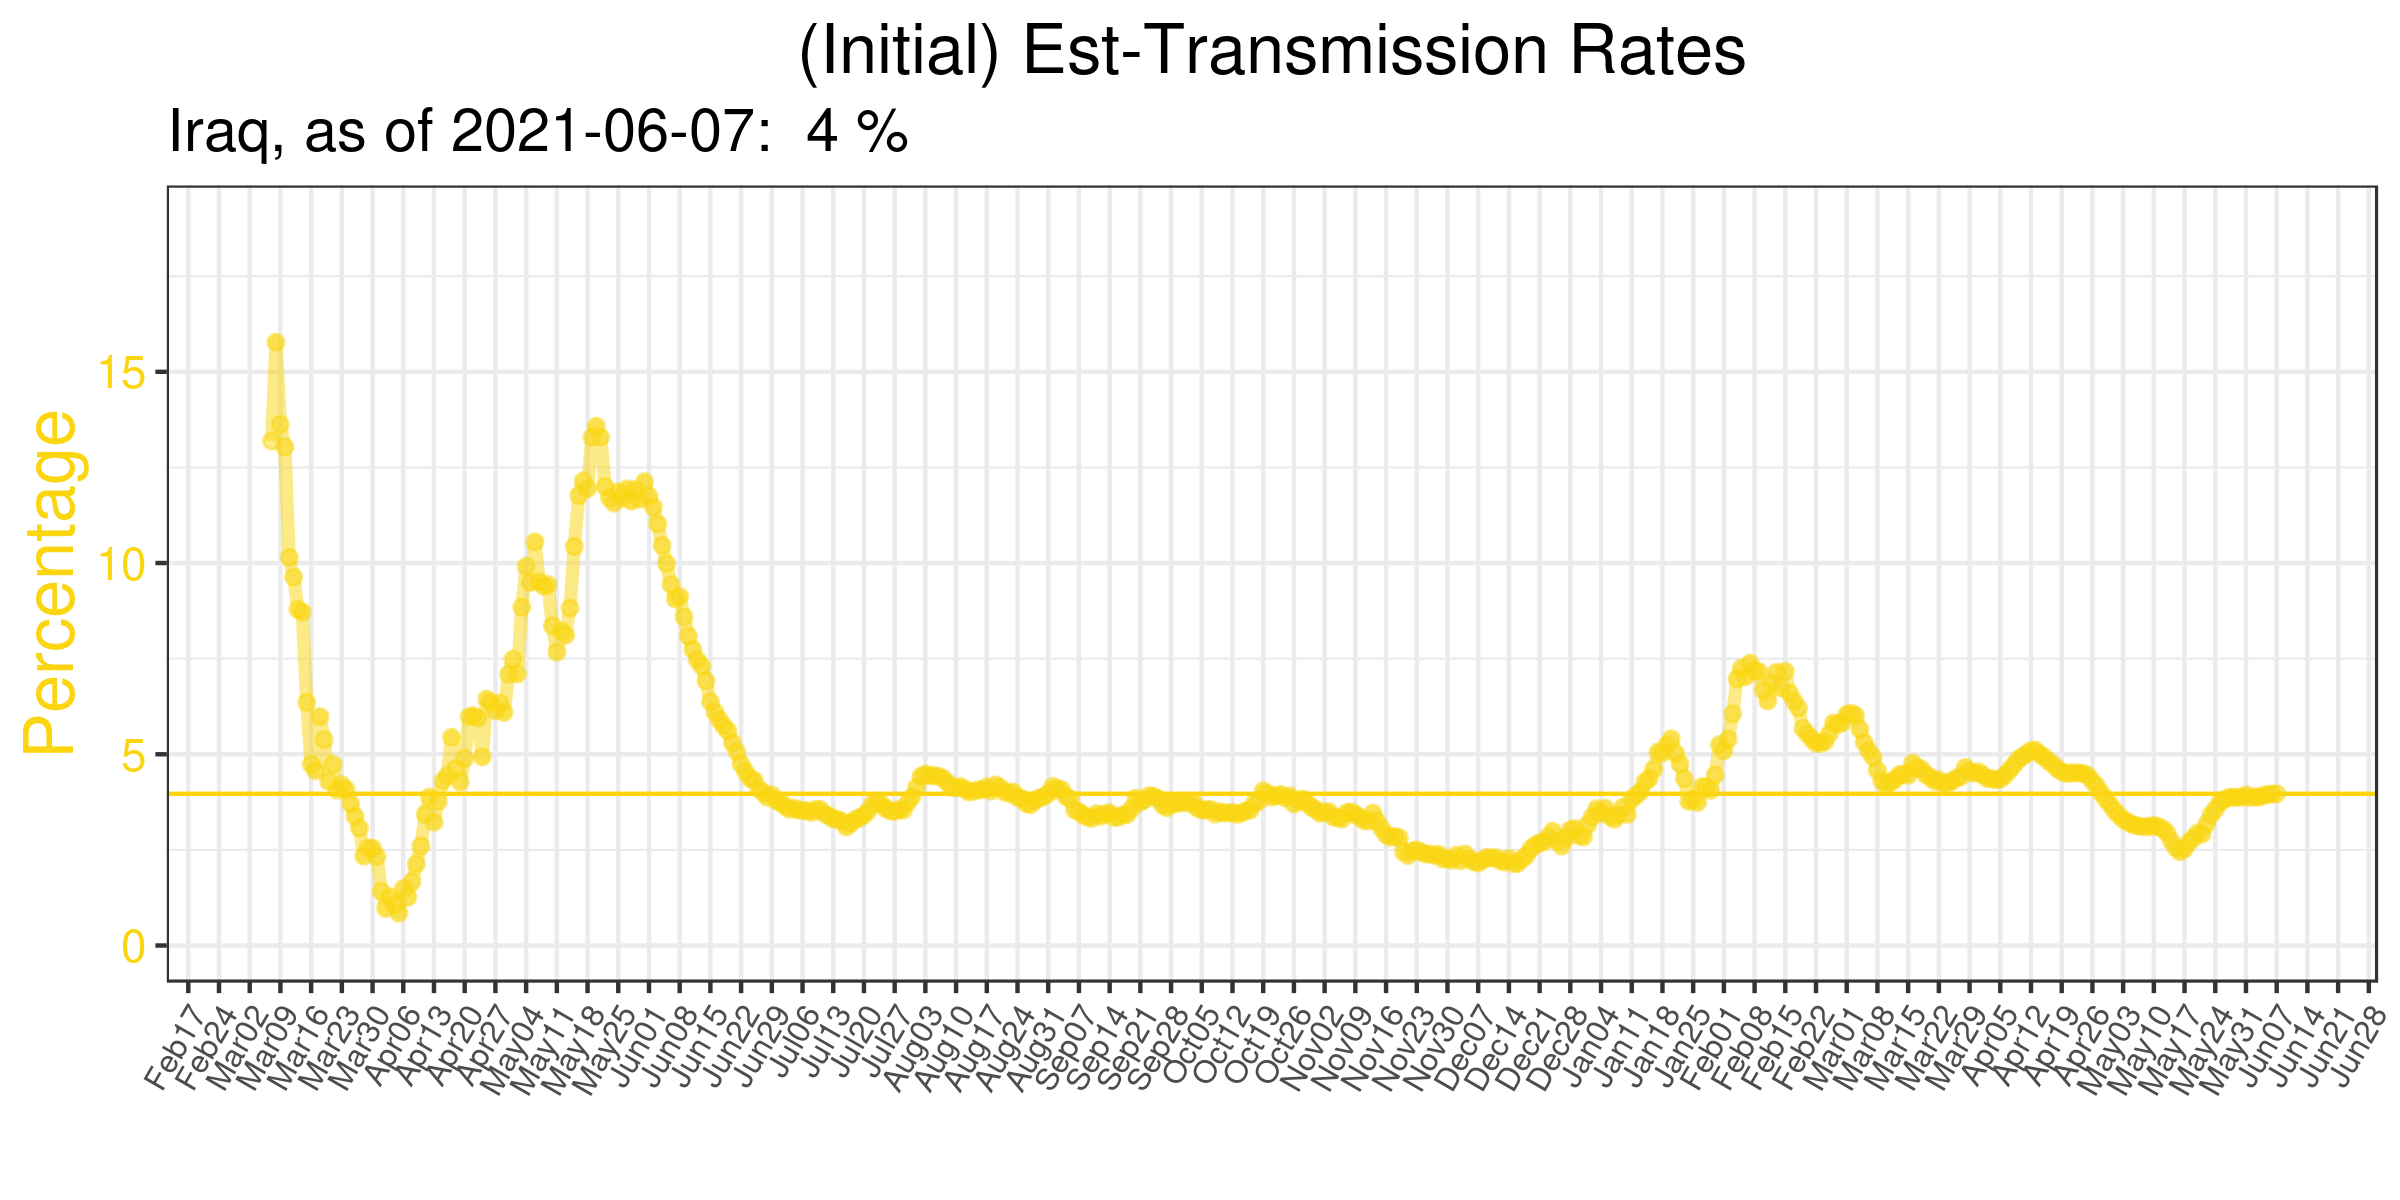 (Initial) Est-Transmission Rates
Iraq, as of 2021-06-07:  4 %
Percentage
15
10
5
0
Feb17
Feb24
Mar02
Mar09
Mar16
Mar23
Mar30
Apr06
Apr13
Apr20
Apr27
May04
May11
May18
May25
Jun01
Jun08
Jun15
Jun22
Jun29
Jul06
Jul13
Jul20
Jul27
Aug03
Aug10
Aug17
Aug24
Aug31
Sep07
Sep14
Sep21
Sep28
Oct05
Oct12
Oct19
Oct26
Nov02
Nov09
Nov16
Nov23
Nov30
Dec07
Dec14
Dec21
Dec28
Jan04
Jan11
Jan18
Jan25
Feb01
Feb08
Feb15
Feb22
Mar01
Mar08
Mar15
Mar22
Mar29
Apr05
Apr12
Apr19
Apr26
May03
May10
May17
May24
May31
Jun07
Jun14
Jun21
Jun28